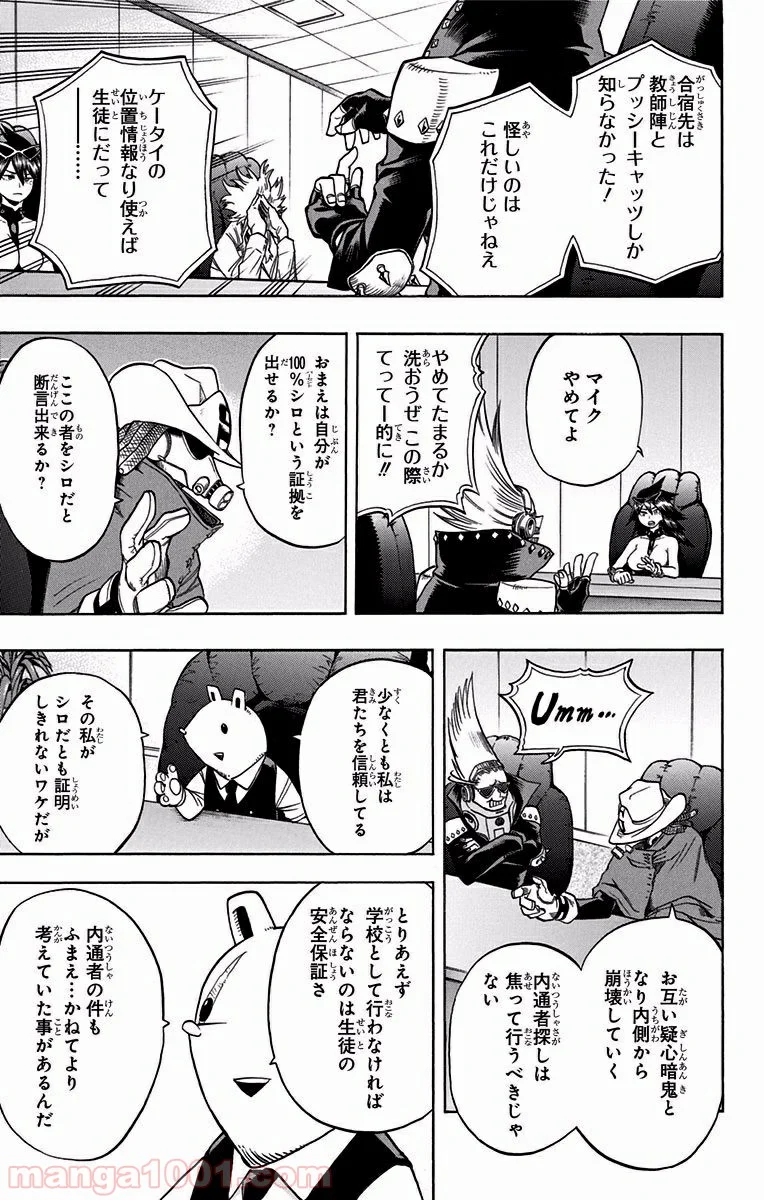 合宿先は
教師陣と
プッシーキャッツしか
知らなかった！
怪しいのは
これだけじゃねえ
ケータイの
位置情報なり使えば
生徒にだって
…………
マイク
やめてよ
やめてたまるか
洗おうぜ この際
てってー的に!!
おまえは自分が
100％シロという証拠を
出せるか？
ここの者をシロだと
断言出来るか？
Umm…
お互い疑心暗鬼と
なり内側から
崩壊していく
内通者探しは
焦って行うべきじゃ
ない
少なくとも私は
君たちを信頼してる
その私が
シロだとも証明
しきれないワケだが
とりあえず
学校として行わなければ
ならないのは生徒の
安全保証さ
内通者の件も
ふまえ…かねてより
考えていた事があるんだ
manga1001.com